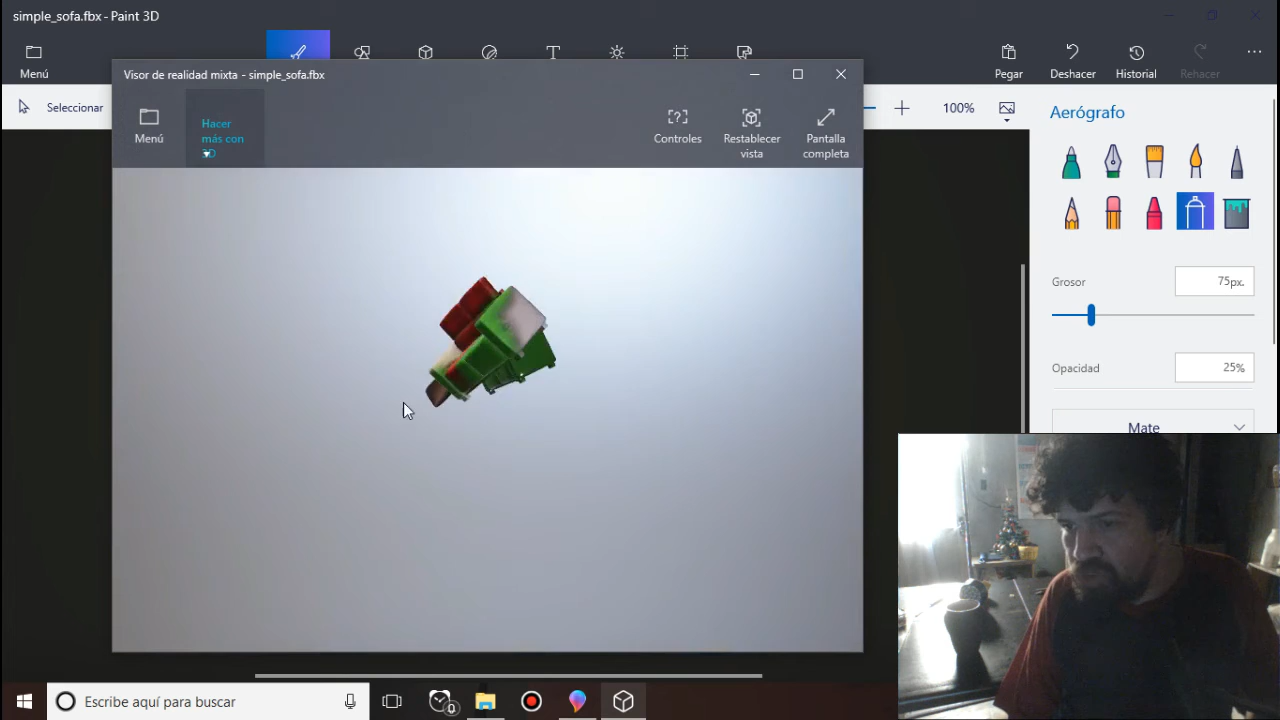 simple_sofa.fbx - Paint 3D
Menú
Pegar
Deshacer
Historial
Rehacer
Seleccionar
100%
Visor de realidad mixta - simple_sofa.fbx
Menú
Hacer
más con
3D
Controles
Restablecer
vista
Pantalla
completa
Aerógrafo
Grosor
75px.
Opacidad
25%
Mate
Escribe aquí para buscar